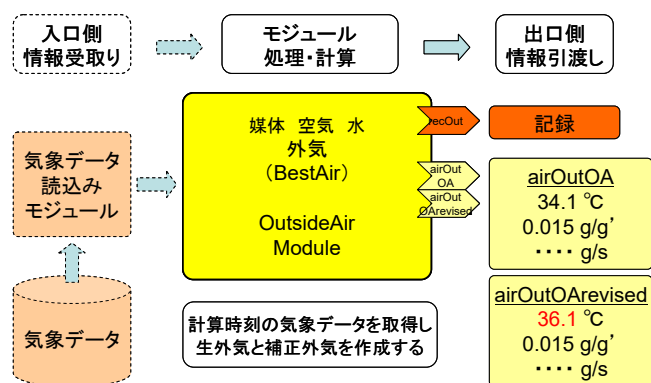 入口側
情報受取り
モジュール
処理・計算
出口側
情報引渡し
気象データ
読込み
モジュール
気象データ
媒体 空気 水
外気
（BestAir）
OutsideAir
Module
recOut
airOut
OA
airOut
OArevised
記録
airOutOA
34.1 ℃
0.015 g/g’
‥‥ g/s
airOutOArevised
36.1 ℃
0.015 g/g’
‥‥ g/s
計算時刻の気象データを取得し
生外気と補正外気を作成する